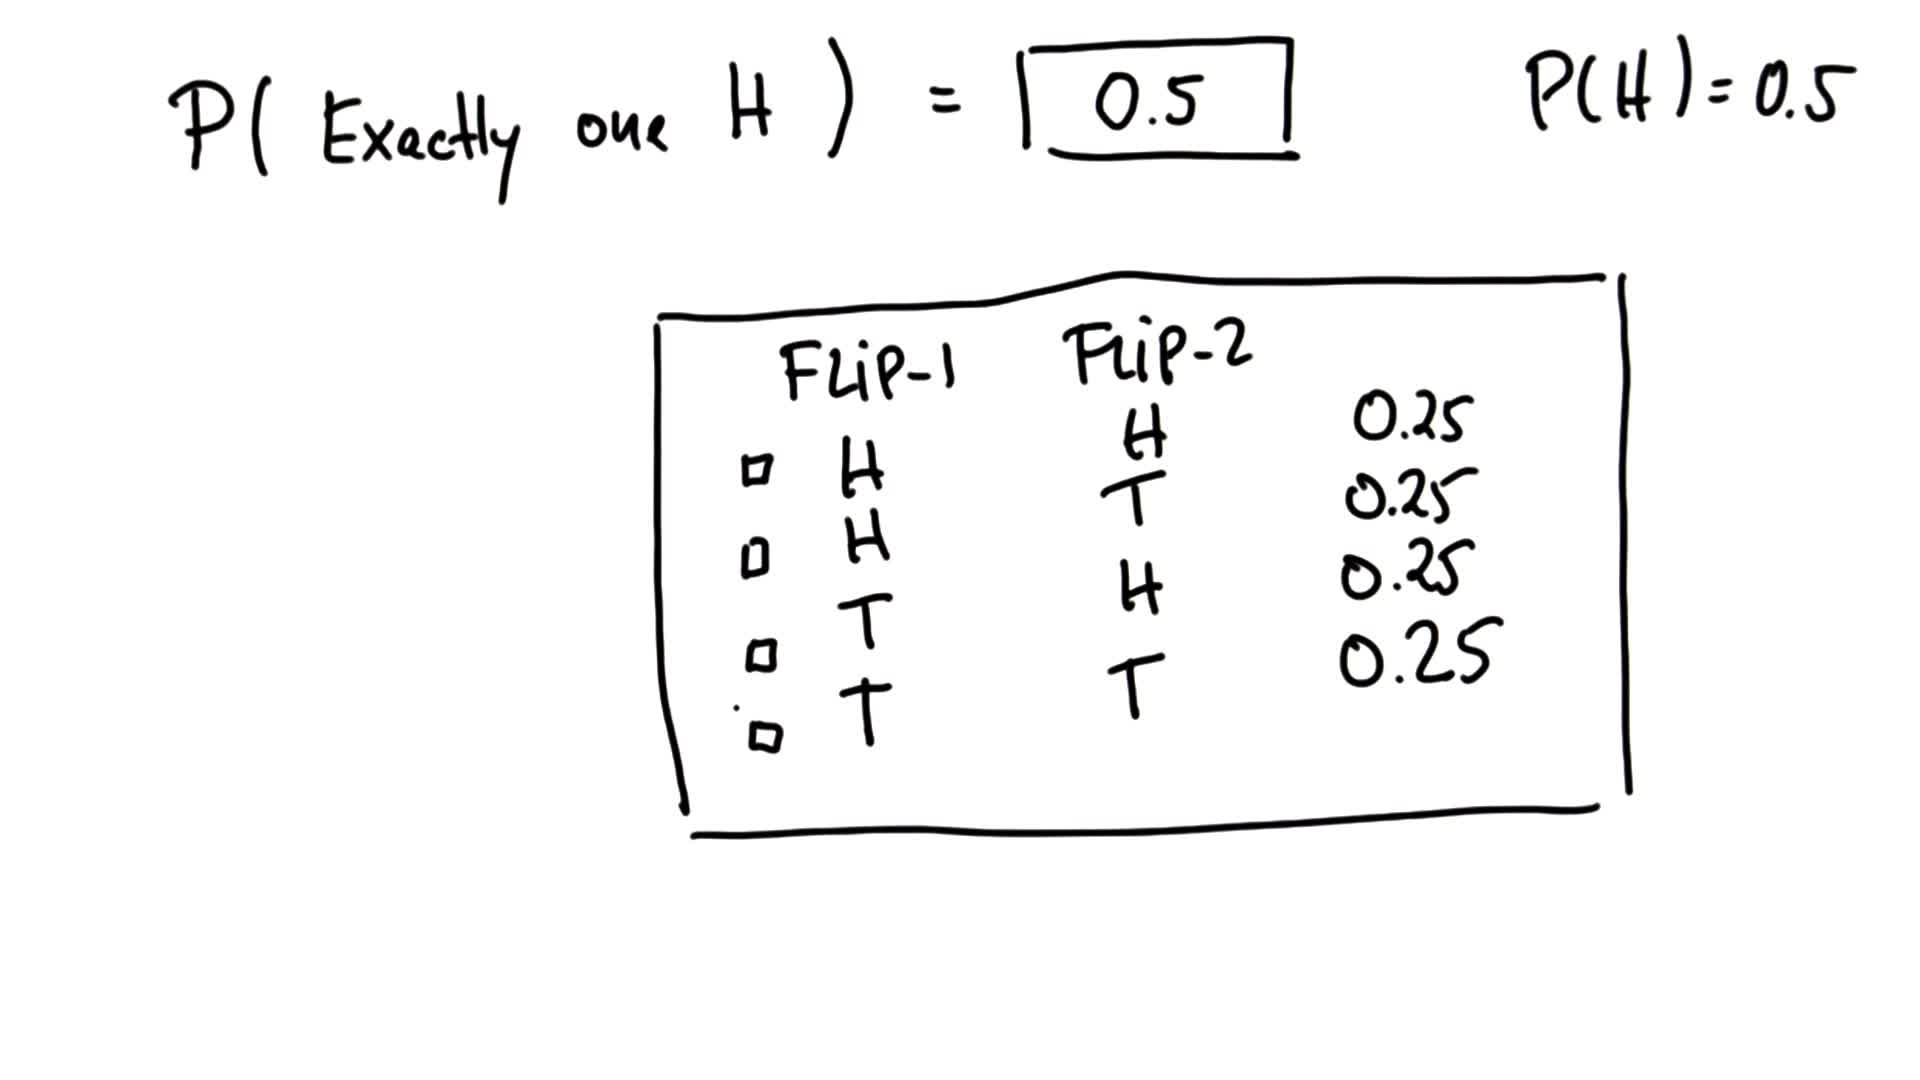 P( Exactly one H ) = 0.5 P(H) = 0.5
FLiP-1 FLiP-2
H H 0.25
H T 0.25
T H 0.25
T T 0.25